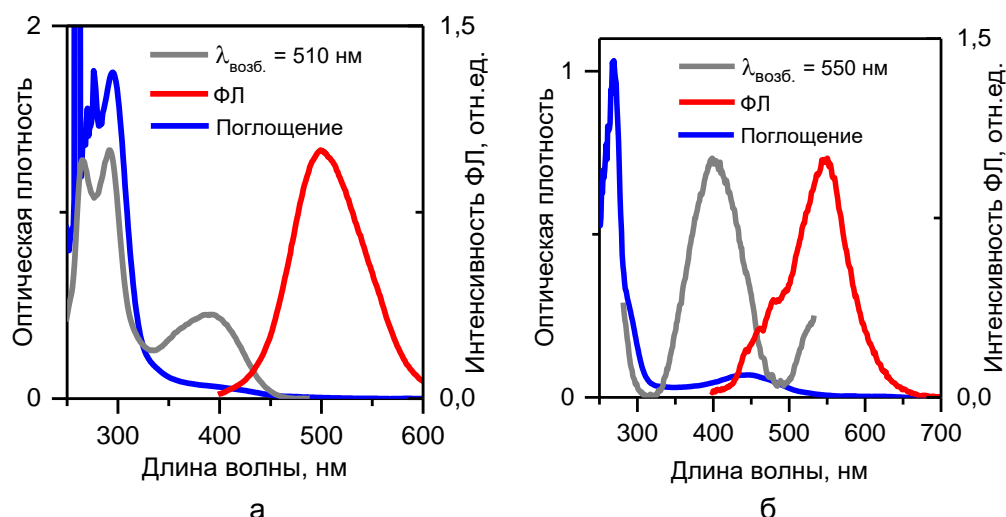 2
1,5
λвозб. = 510 нм
ФЛ
Поглощение
Оптическая плотность
Интенсивность ФЛ, отн.ед.
0
0,0
300
400
500
600
Длина волны, нм
а
1,5
1
λвозб. = 550 нм
ФЛ
Поглощение
Оптическая плотность
Интенсивность ФЛ, отн.ед.
0
0,0
300
400
500
600
700
Длина волны, нм
б